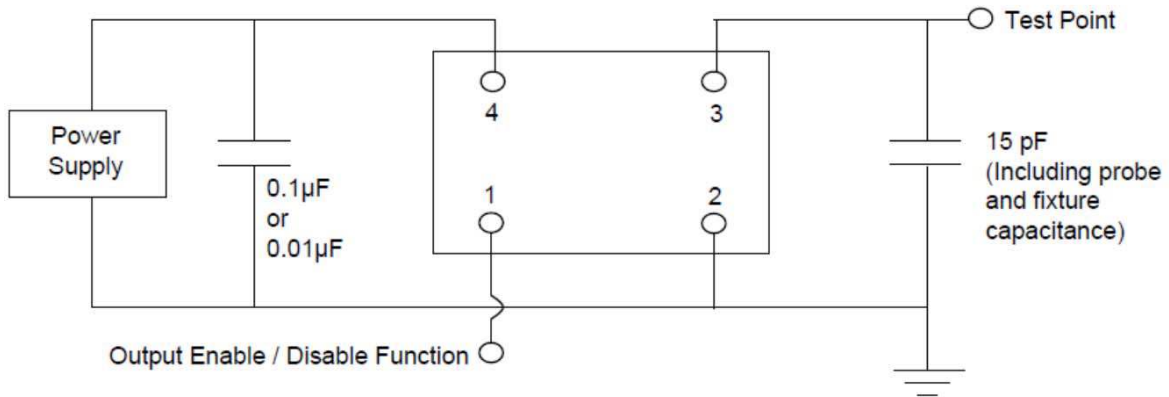 Test Point
4
3
Power
Supply
15 pF
(Including probe
and fixture
capacitance)
0.1µF
or
0.01µF
1
2
Output Enable / Disable Function